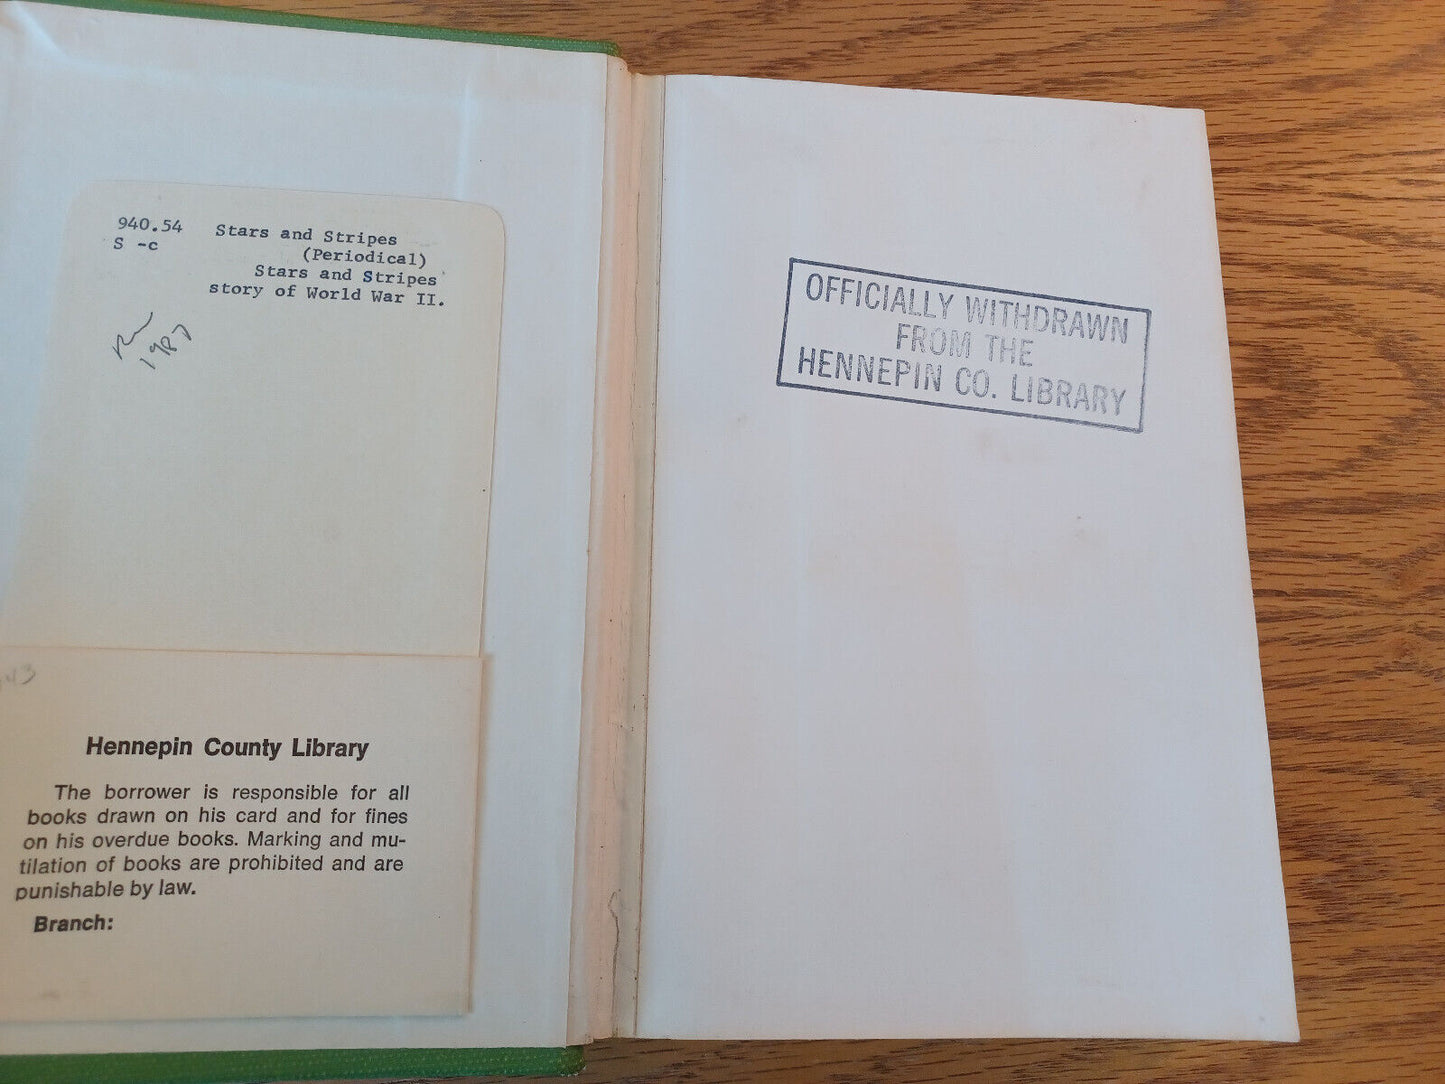 940.54 Stars and Stripes
S -c (Periodical)
Stars and Stripes
story of World War II.
1987
43
Hennepin County Library
The borrower is responsible for all
books drawn on his card and for fines
on his overdue books. Marking and mu-
tilation of books are prohibited and are
punishable by law.
Branch:
OFFICIALLY WITHDRAWN
FROM THE
HENNEPIN CO. LIBRARY